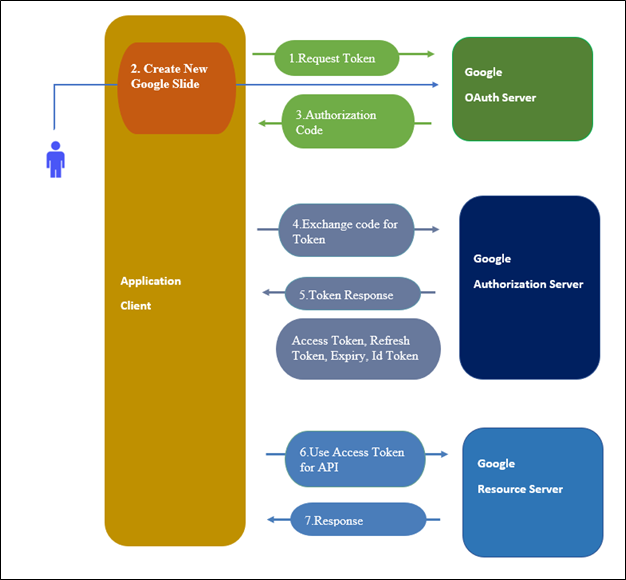 2. Create New
Google Slide
1.Request Token
Google
OAuth Server
3.Authorization
Code
4.Exchange code for
Token
Google
Authorization Server
Application
Client
5.Token Response
Access Token, Refresh
Token, Expiry, Id Token
6.Use Access Token
for API
Google
Resource Server
7.Response